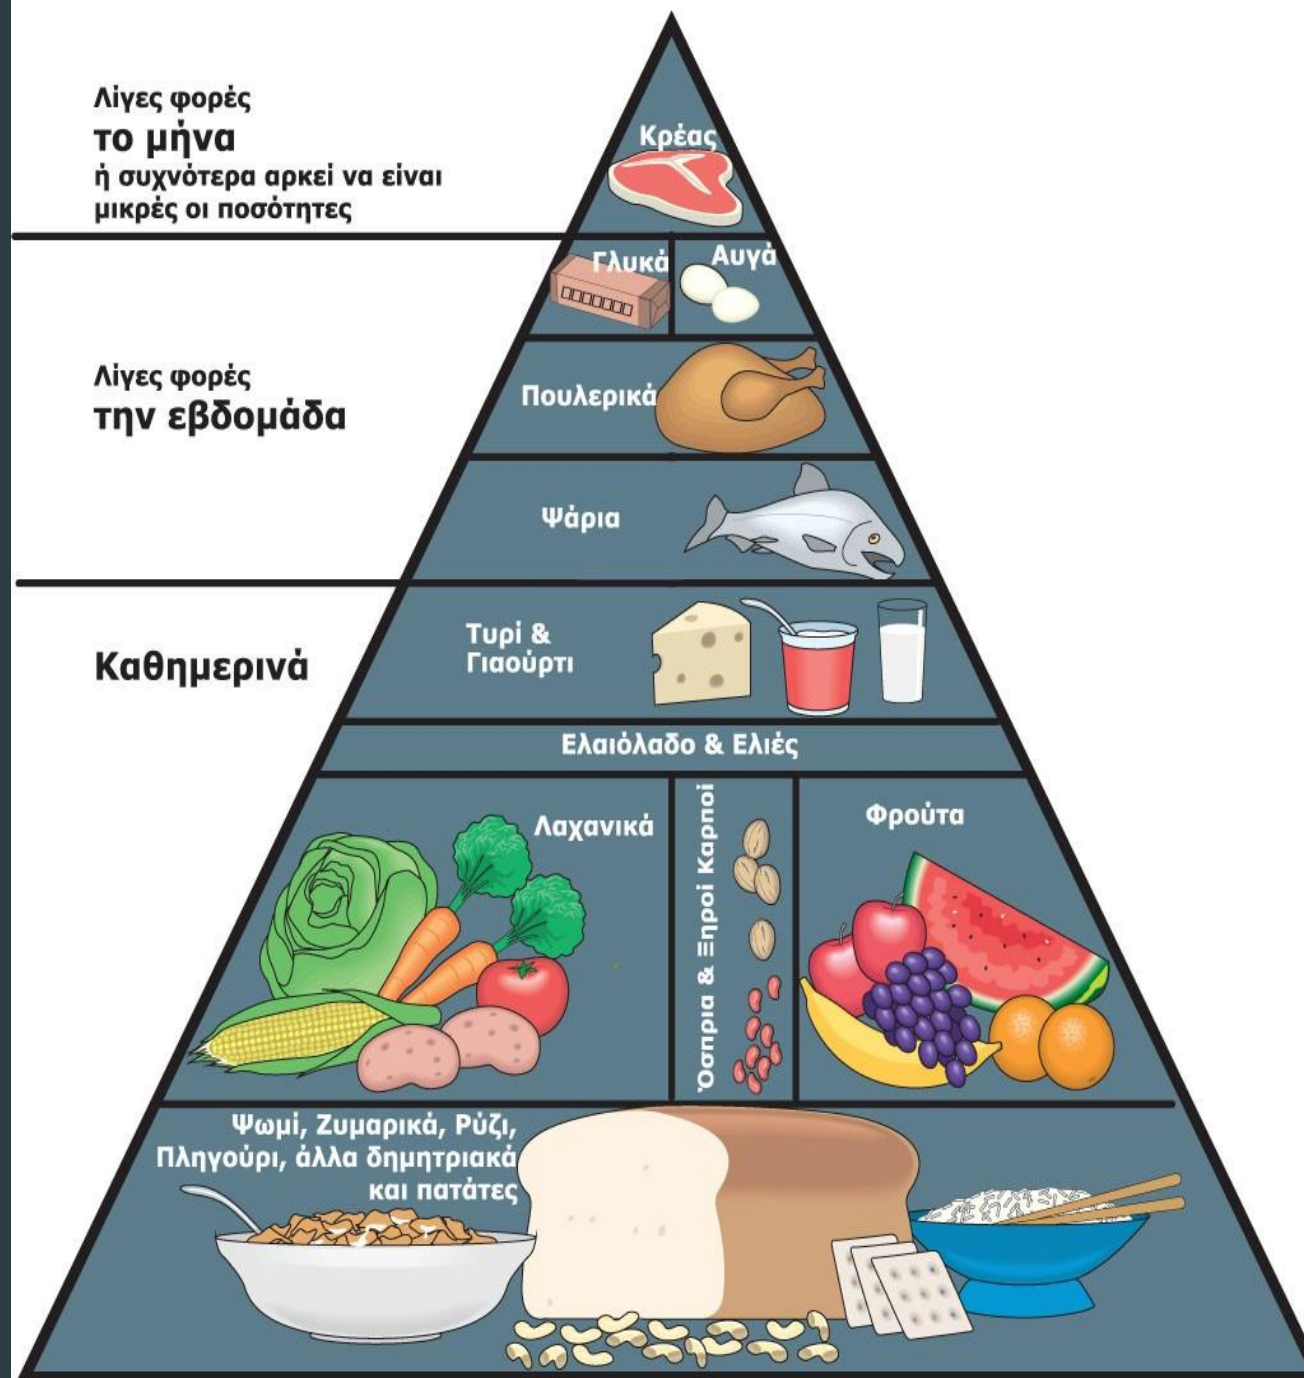 Λίγες φορές
το μήνα
ή συχνότερα αρκεί να είναι
μικρές οι ποσότητες
Κρέας
Γλυκά
Αυγά
Λίγες φορές
την εβδομάδα
Πουλερικά
Ψάρια
Καθημερινά
Τυρί &
Γιαούρτι
Ελαιόλαδο & Ελιές
Λαχανικά
Όσπρια & Ξηροί Καρποί
Φρούτα
Ψωμί, Ζυμαρικά, Ρύζι,
Πληγούρι, άλλα δημητριακά
και πατάτες